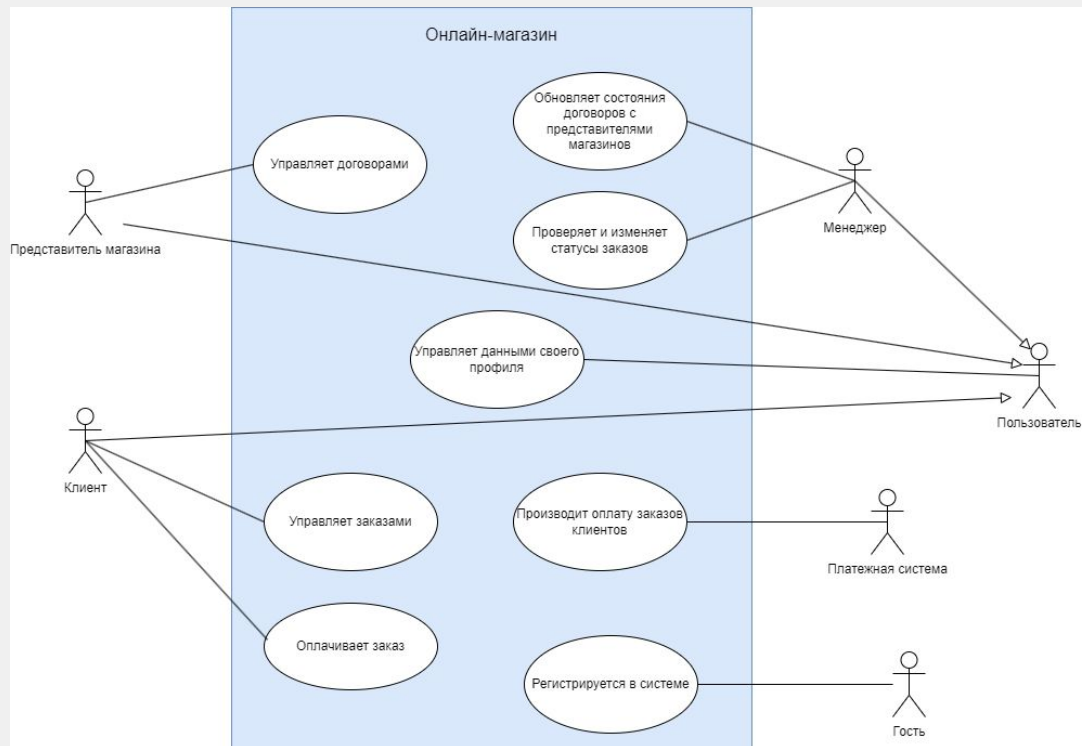 Онлайн-магазин
Обновляет состояния
договоров с
представителями
магазинов
Управляет договорами
Представитель магазина
Менеджер
Проверяет и изменяет
статусы заказов
Управляет данными своего
профиля
Пользователь
Клиент
Управляет заказами
Производит оплату заказов
клиентов
Платежная система
Оплачивает заказ
Регистрируется в системе
Гость